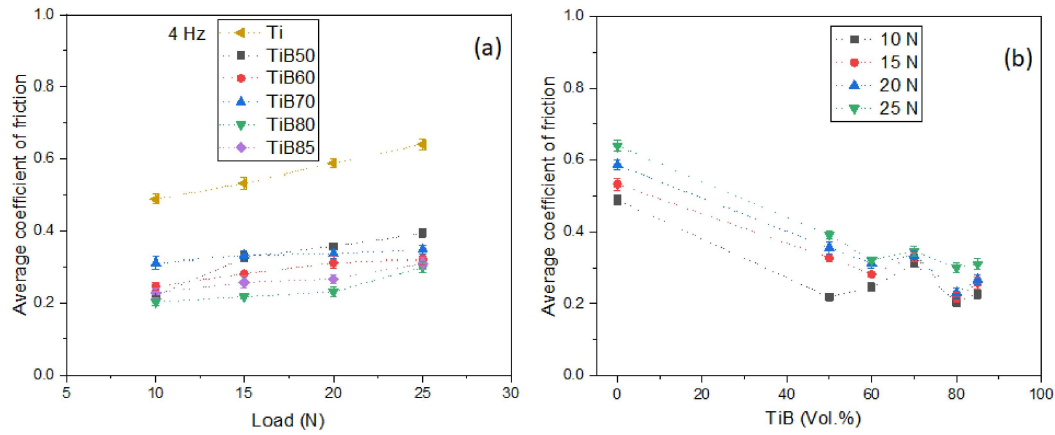 1.0
0.8
0.6
0.4
0.2
0.0
5
10
15
20
25
30
Average coefficient of friction
Load (N)
4 Hz
Ti
TiB50
TiB60
TiB70
TiB80
TiB85
(a)
1.0
0.8
0.6
0.4
0.2
0.0
0
20
40
60
80
100
Average coefficient of friction
TiB (Vol.%)
10 N
15 N
20 N
25 N
(b)